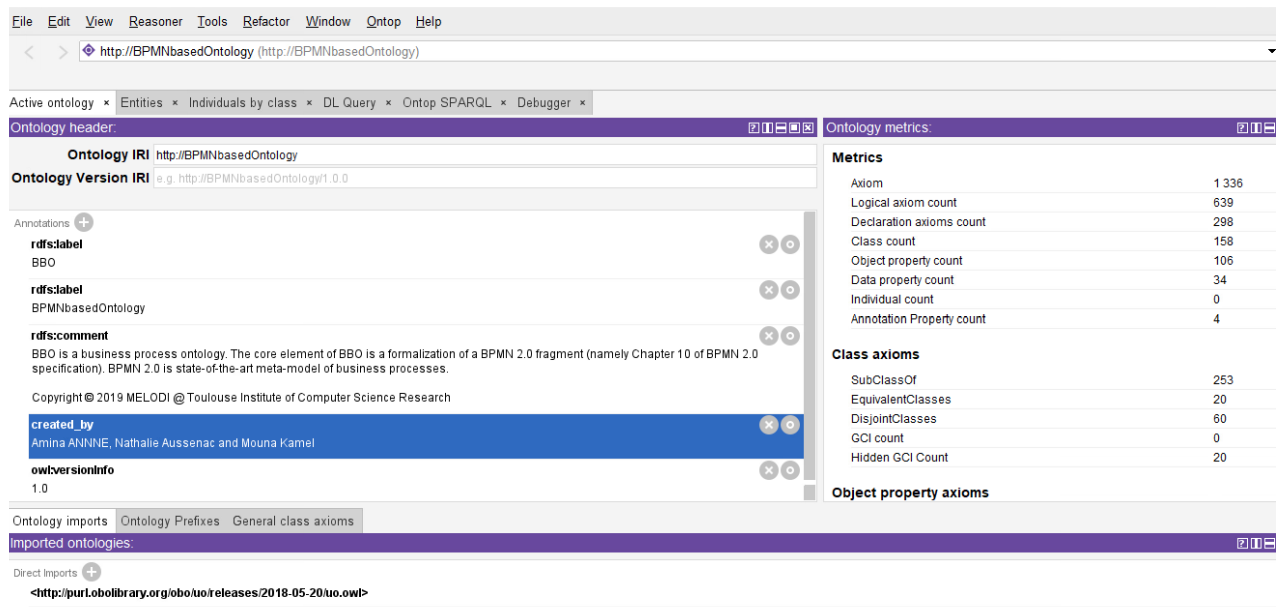 File Edit View Reasoner Tools Refactor Window Ontop Help
http://BPMNbasedOntology (http://BPMNbasedOntology)
Active ontology × Entities × Individuals by class × DL Query × Ontop SPARQL × Debugger ×
Ontology header:
Ontology IRI http://BPMNbasedOntology
Ontology Version IRI e.g. http://BPMNbasedOntology/1.0.0
Annotations
rdfs:label
BBO
rdfs:label
BPMNbasedOntology
rdfs:comment
BBO is a business process ontology. The core element of BBO is a formalization of a BPMN 2.0 fragment (namely Chapter 10 of BPMN 2.0
specification). BPMN 2.0 is state-of-the-art meta-model of business processes.
Copyright © 2019 MELODI @ Toulouse Institute of Computer Science Research
created_by
Amina ANNNE, Nathalie Aussenac and Mouna Kamel
owl:versionInfo
1.0
Ontology metrics:
Metrics
Axiom 1 336
Logical axiom count 639
Declaration axioms count 298
Class count 158
Object property count 106
Data property count 34
Individual count 0
Annotation Property count 4
Class axioms
SubClassOf 253
EquivalentClasses 20
DisjointClasses 60
GCI count 0
Hidden GCI Count 20
Object property axioms
Ontology imports Ontology Prefixes General class axioms
Imported ontologies:
Direct Imports
<http://purl.obolibrary.org/obo/uo/releases/2018-05-20/uo.owl>